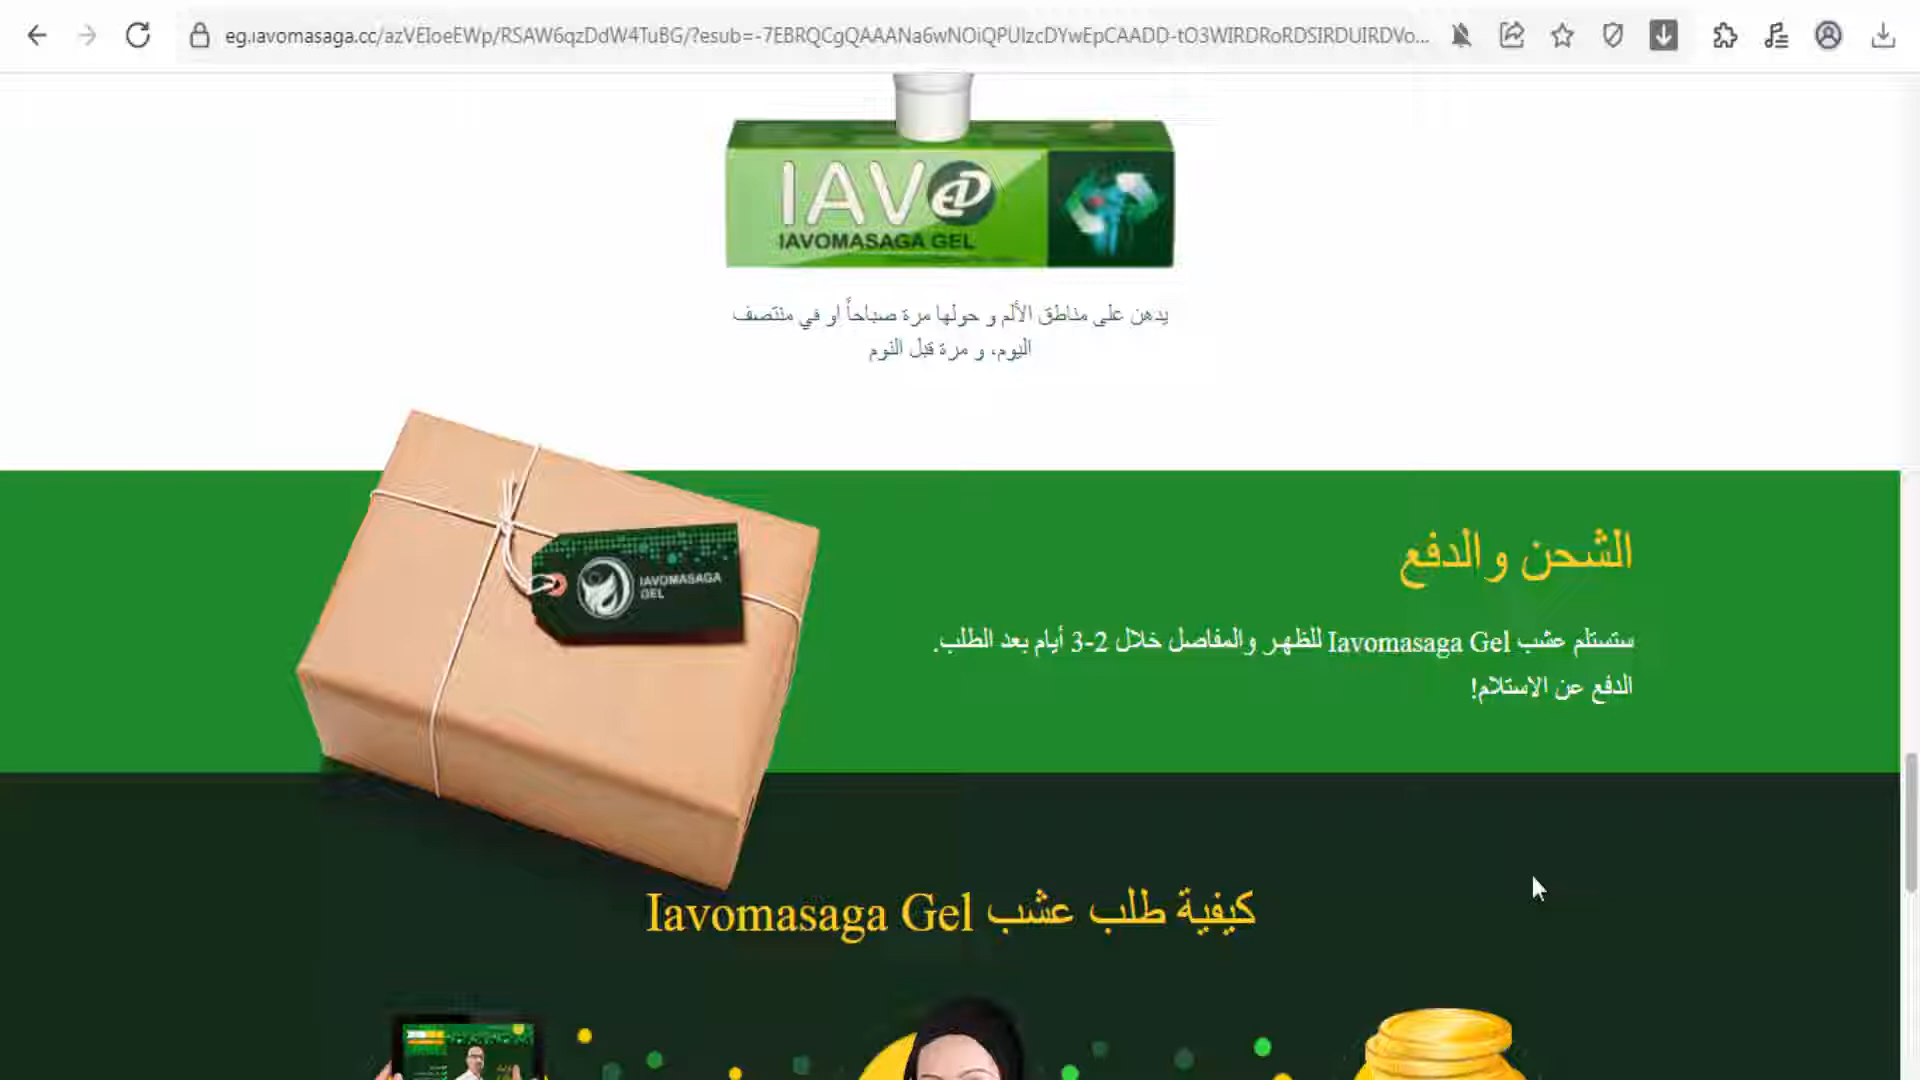 eg.iavomasaga.cc/azVEIoeEWp/RSAW6qzDdW4TuBG/?esub=-7EBRQCgQAAANa6wNOiQPUIzcDYwEpCAADD-tO3WIRDRoRDSIRDUIRDVo...
IAVO
IAVOMASAGA GEL
يدهن على مناطق الألم و حولها مرة صباحاً او في منتصف
اليوم، و مرة قبل النوم
IAVOMASAGA
GEL
الشحن والدفع
ستستلم عشب Iavomasaga Gel للظهر والمفاصل خلال 2-3 أيام بعد الطلب.
الدفع عن الاستلام!
كيفية طلب عشب Iavomasaga Gel